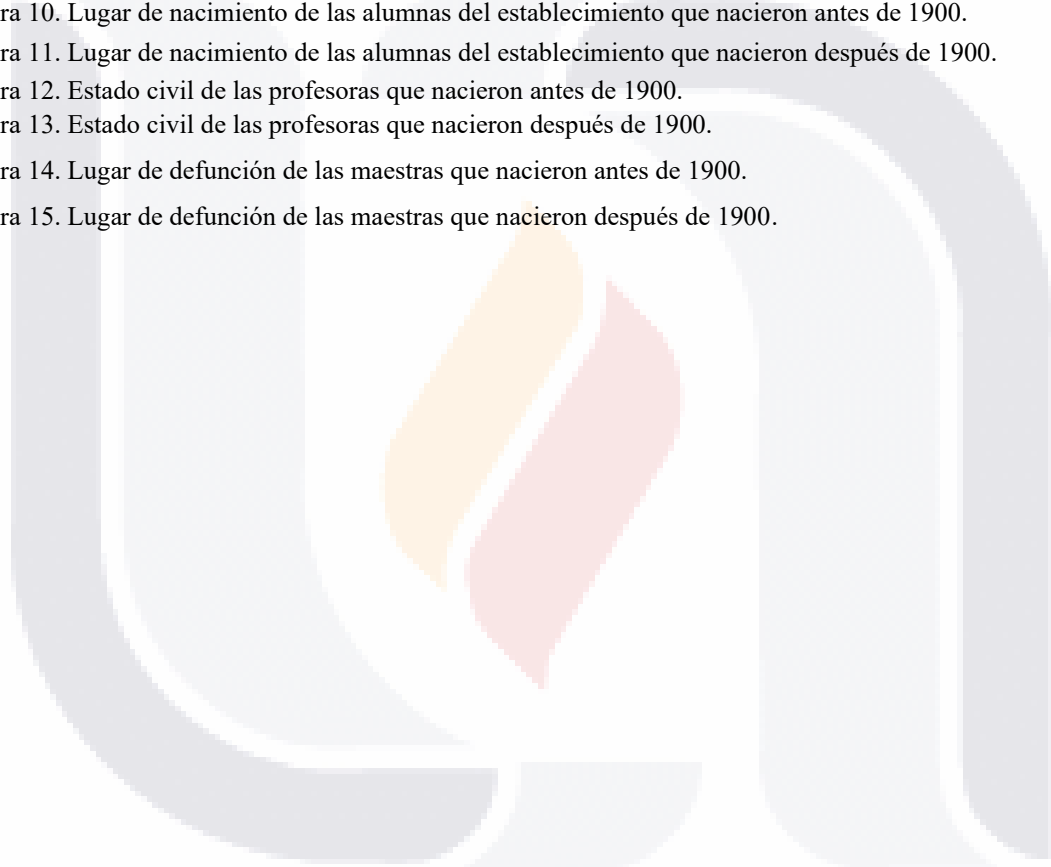 ra 10. Lugar de nacimiento de las alumnas del establecimiento que nacieron antes de 1900.
ra 11. Lugar de nacimiento de las alumnas del establecimiento que nacieron después de 1900.
ra 12. Estado civil de las profesoras que nacieron antes de 1900.
ra 13. Estado civil de las profesoras que nacieron después de 1900.
ra 14. Lugar de defunción de las maestras que nacieron antes de 1900.
ra 15. Lugar de defunción de las maestras que nacieron después de 1900.